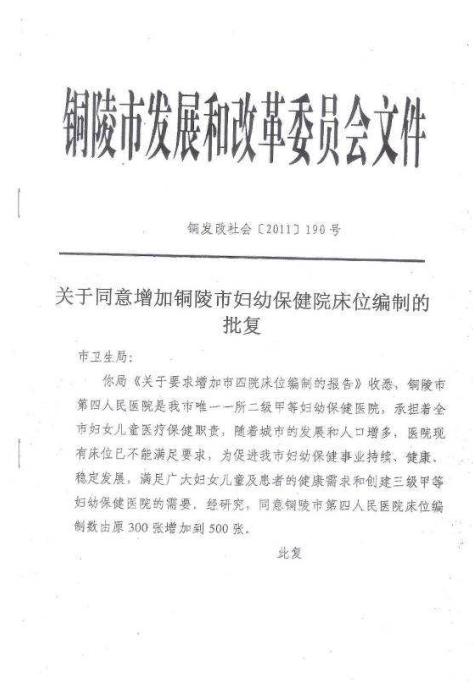 铜陵市发展和改革委员会文件
铜发改社会〔2011〕190号
关于同意增加铜陵市妇幼保健院床位编制的
批复
市卫生局：
你局《关于要求增加市四院床位编制的报告》收悉，铜陵市
第四人民医院是我市唯一一所二级甲等妇幼保健医院，承担着全
市妇女儿童医疗保健职责，随着城市的发展和人口增多，医院现
有床位已不能满足要求，为促进我市妇幼保健事业持续、健康、
稳定发展，满足广大妇女儿童及患者的健康需求和创建三级甲等
妇幼保健医院的需要，经研究，同意铜陵市第四人民医院床位编
制数由原300张增加到500张。
此复